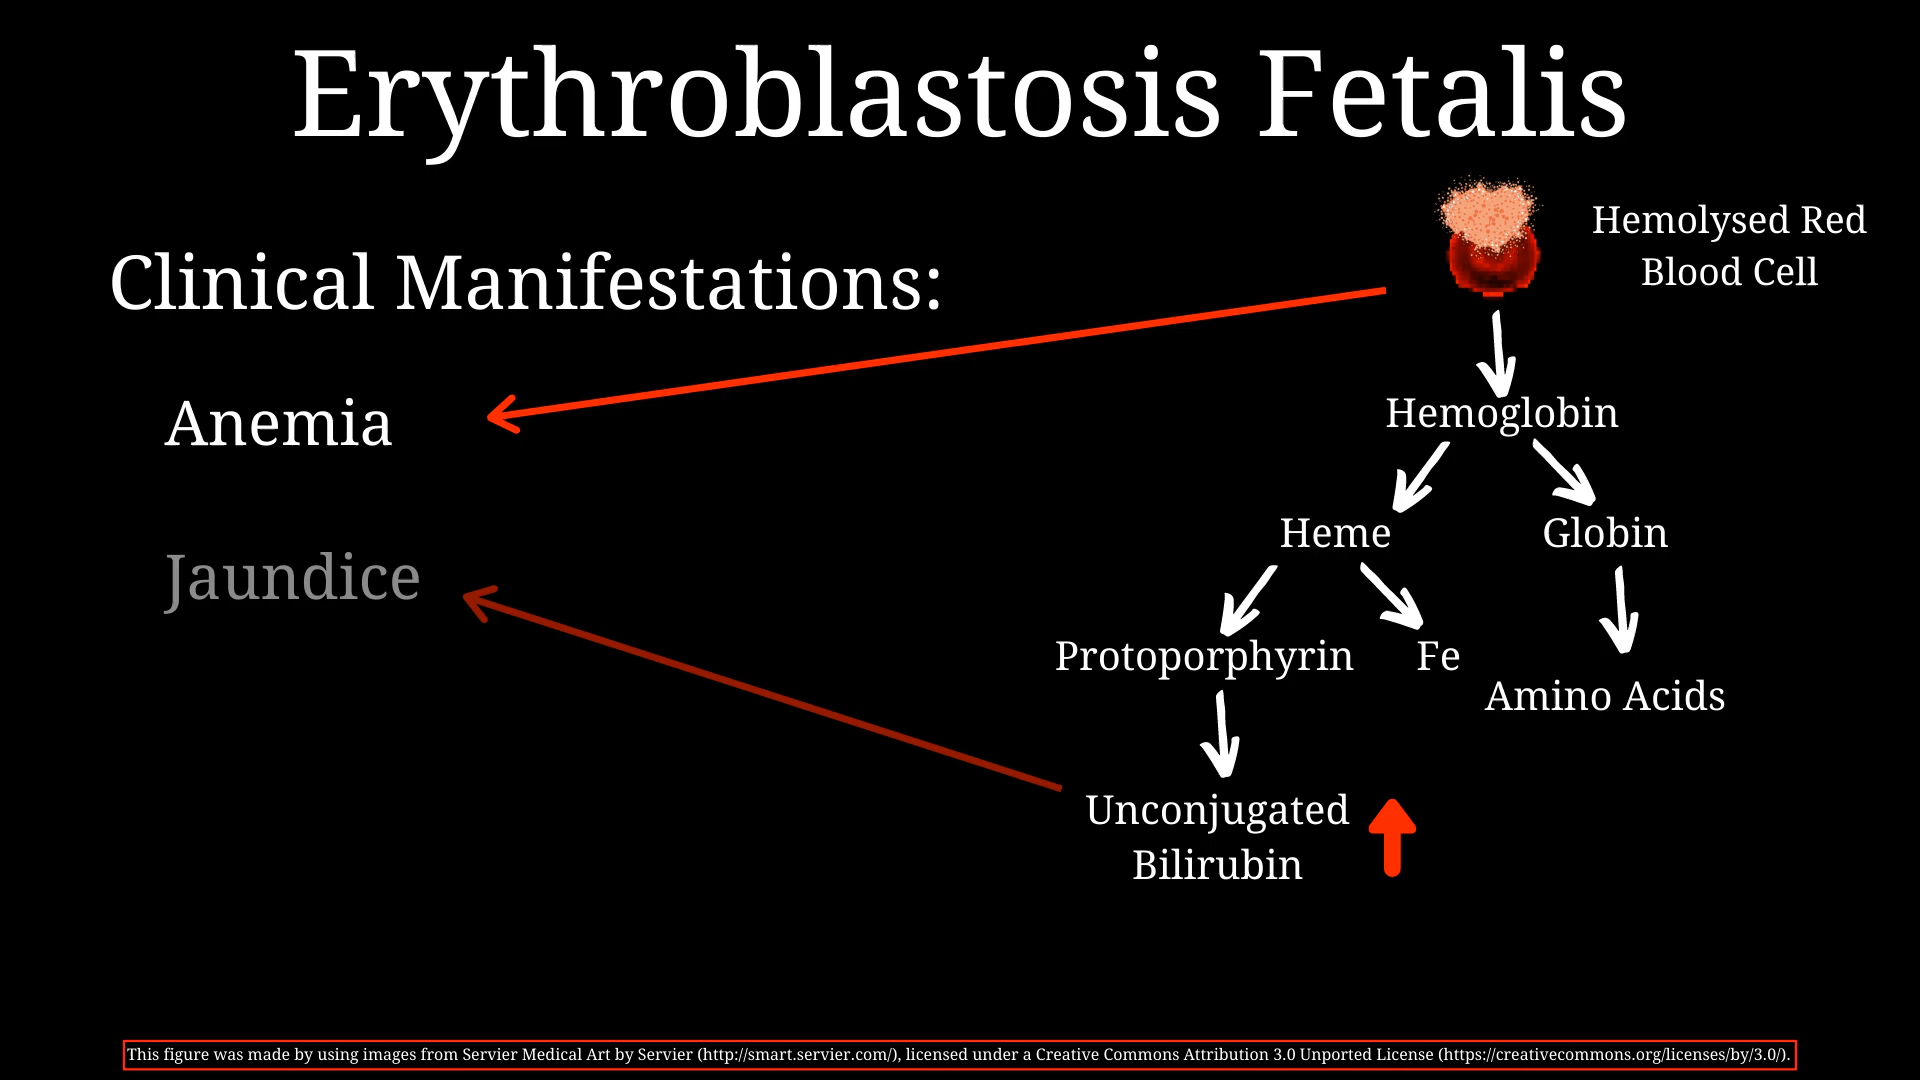 Erythroblastosis Fetalis
Hemolysed Red
Blood Cell
Clinical Manifestations:
Anemia
Hemoglobin
Heme
Globin
Jaundice
Protoporphyrin
Fe
Amino Acids
Unconjugated
Bilirubin
This figure was made by using images from Servier Medical Art by Servier (http://smart.servier.com/), licensed under a Creative Commons Attribution 3.0 Unported License (https://creativecommons.org/licenses/by/3.0/).